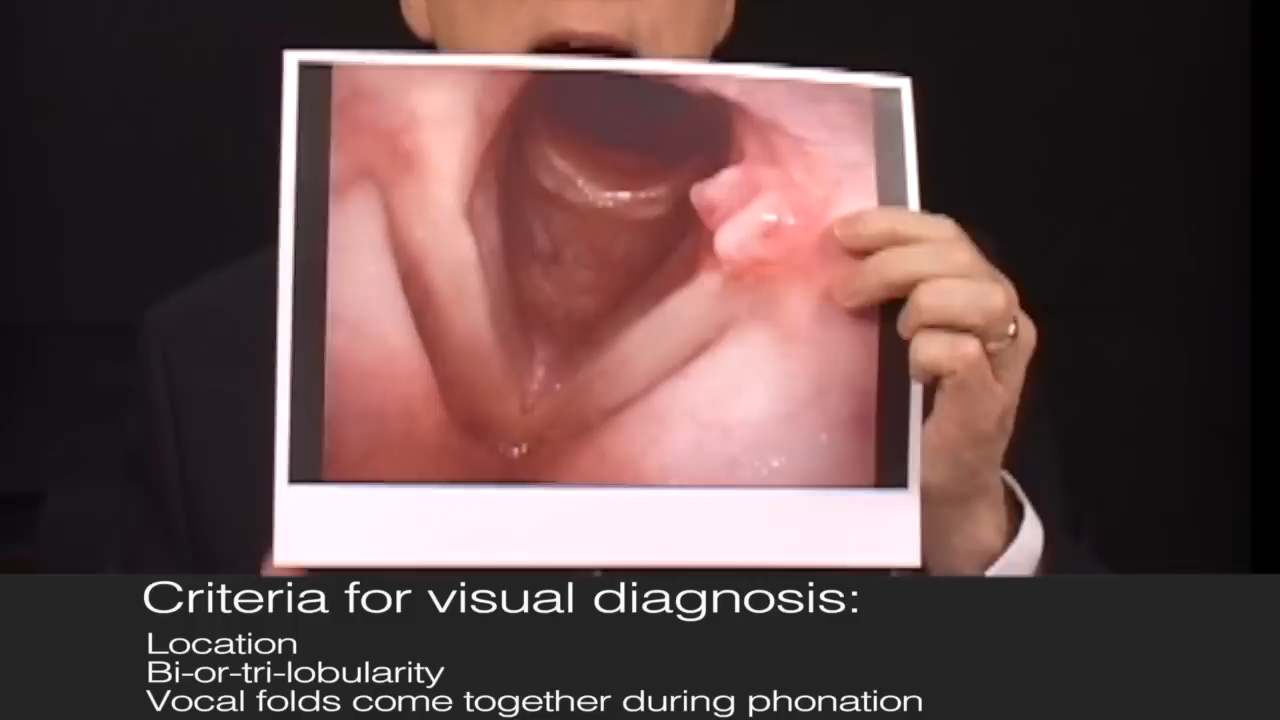 Criteria for visual diagnosis:
Location
Bi-or-tri-lobularity
Vocal folds come together during phonation